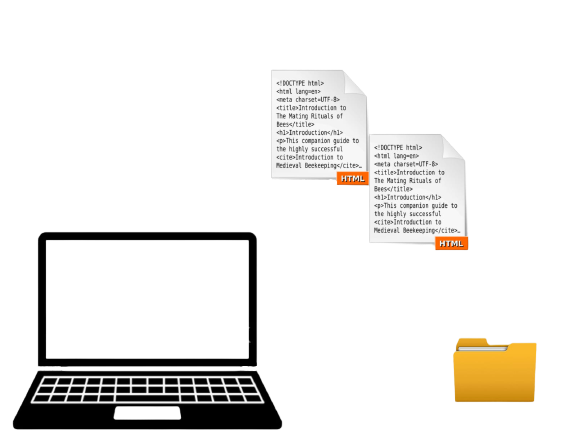 <!DOCTYPE html>
<html lang=en>
<meta charset=UTF-8>
<title>Introduction to
The Mating Rituals of
Bees</title>
<h1>Introduction</h1>
<p>This companion guide to
the highly successful
<cite>Introduction to
Medieval Beekeeping</cite>…
HTML
<!DOCTYPE html>
<html lang=en>
<meta charset=UTF-8>
<title>Introduction to
The Mating Rituals of
Bees</title>
<h1>Introduction</h1>
<p>This companion guide to
the highly successful
<cite>Introduction to
Medieval Beekeeping</cite>…
HTML